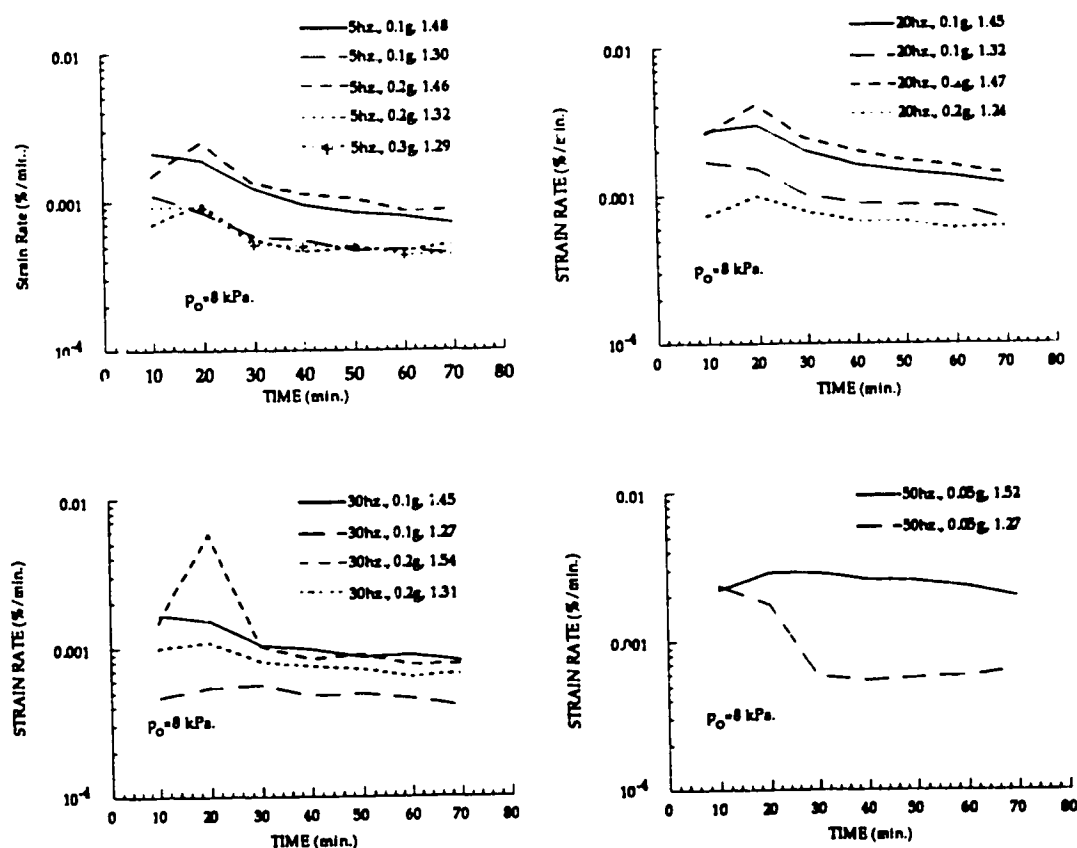 5hz., 0.1g, 1.48
5hz., 0.1g, 1.30
5hz., 0.2g, 1.46
5hz., 0.2g, 1.32
5hz., 0.3g, 1.29
0.01
0.001
10-4
Strain Rate (%/min.)
po=8 kPa.
0 10 20 30 40 50 60 70 80
TIME (min.)
20hz., 0.1g, 1.45
20hz., 0.1g, 1.32
20hz., 1.47
20hz., 0.2g, 1.24
0.01
0.001
10-4
STRAIN RATE
po=8 kPa.
0 10 20 30 40 50 60 70 80
TIME (min.)
30hz., 0.1g, 1.45
30hz., 0.1g, 1.27
30hz., 0.2g, 1.54
30hz., 0.2g, 1.31
0.01
0.001
10-4
STRAIN RATE (%/min.)
po=8 kPa.
0 10 20 30 40 50 60 70 80
TIME (min.)
50hz., 0.05g, 1.52
50hz., 0.05g, 1.27
0.01
0.001
10-4
STRAIN RATE (%/min.)
po=8 kPa.
0 10 20 30 40 50 60 70 80
TIME (min.)